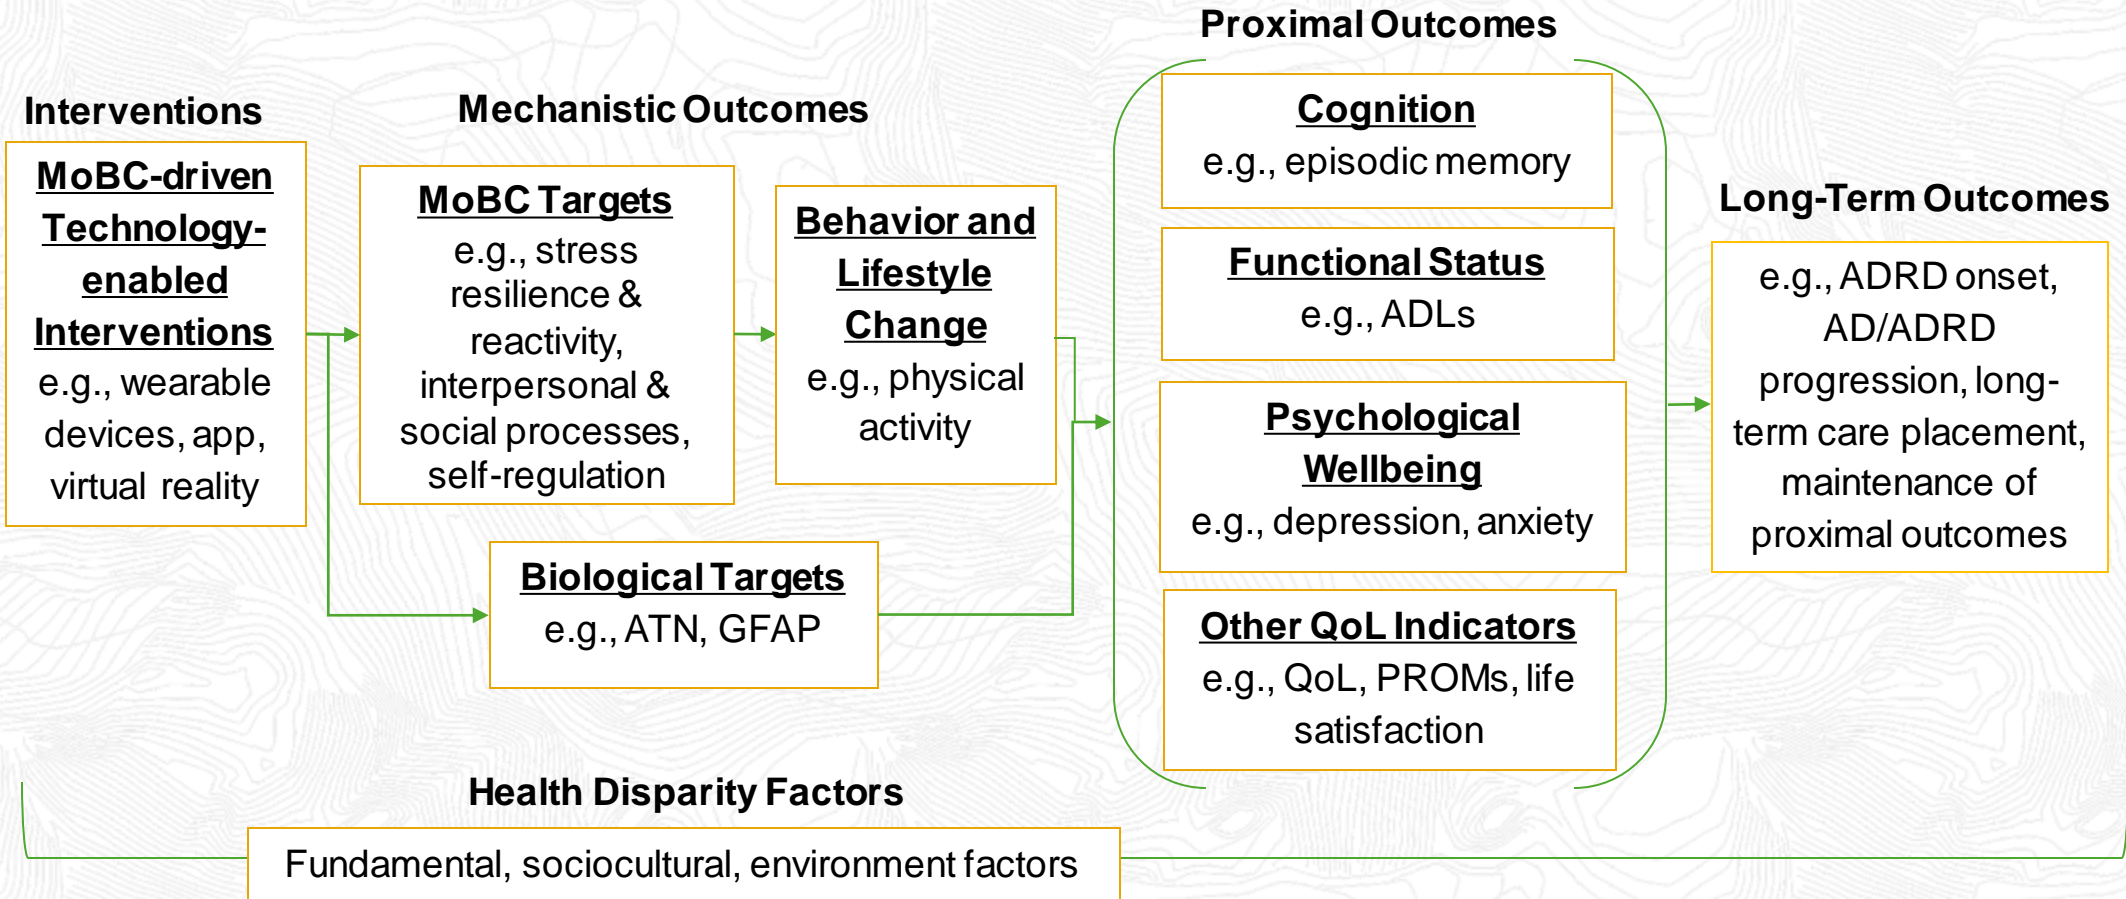 Interventions
MoBC-driven
Technology-
enabled
Interventions
e.g., wearable
devices, app,
virtual reality
Mechanistic Outcomes
MoBC Targets
e.g., stress
resilience &
reactivity,
interpersonal &
social processes,
self-regulation
Behavior and
Lifestyle
Change
e.g., physical
activity
Biological Targets
e.g., ATN, GFAP
Proximal Outcomes
Cognition
e.g., episodic memory
Functional Status
e.g., ADLs
Psychological
Wellbeing
e.g., depression, anxiety
Other QoL Indicators
e.g., QoL, PROMs, life
satisfaction
Long-Term Outcomes
e.g., ADRD onset,
AD/ADRD
progression, long-
term care placement,
maintenance of
proximal outcomes
Health Disparity Factors
Fundamental, sociocultural, environment factors